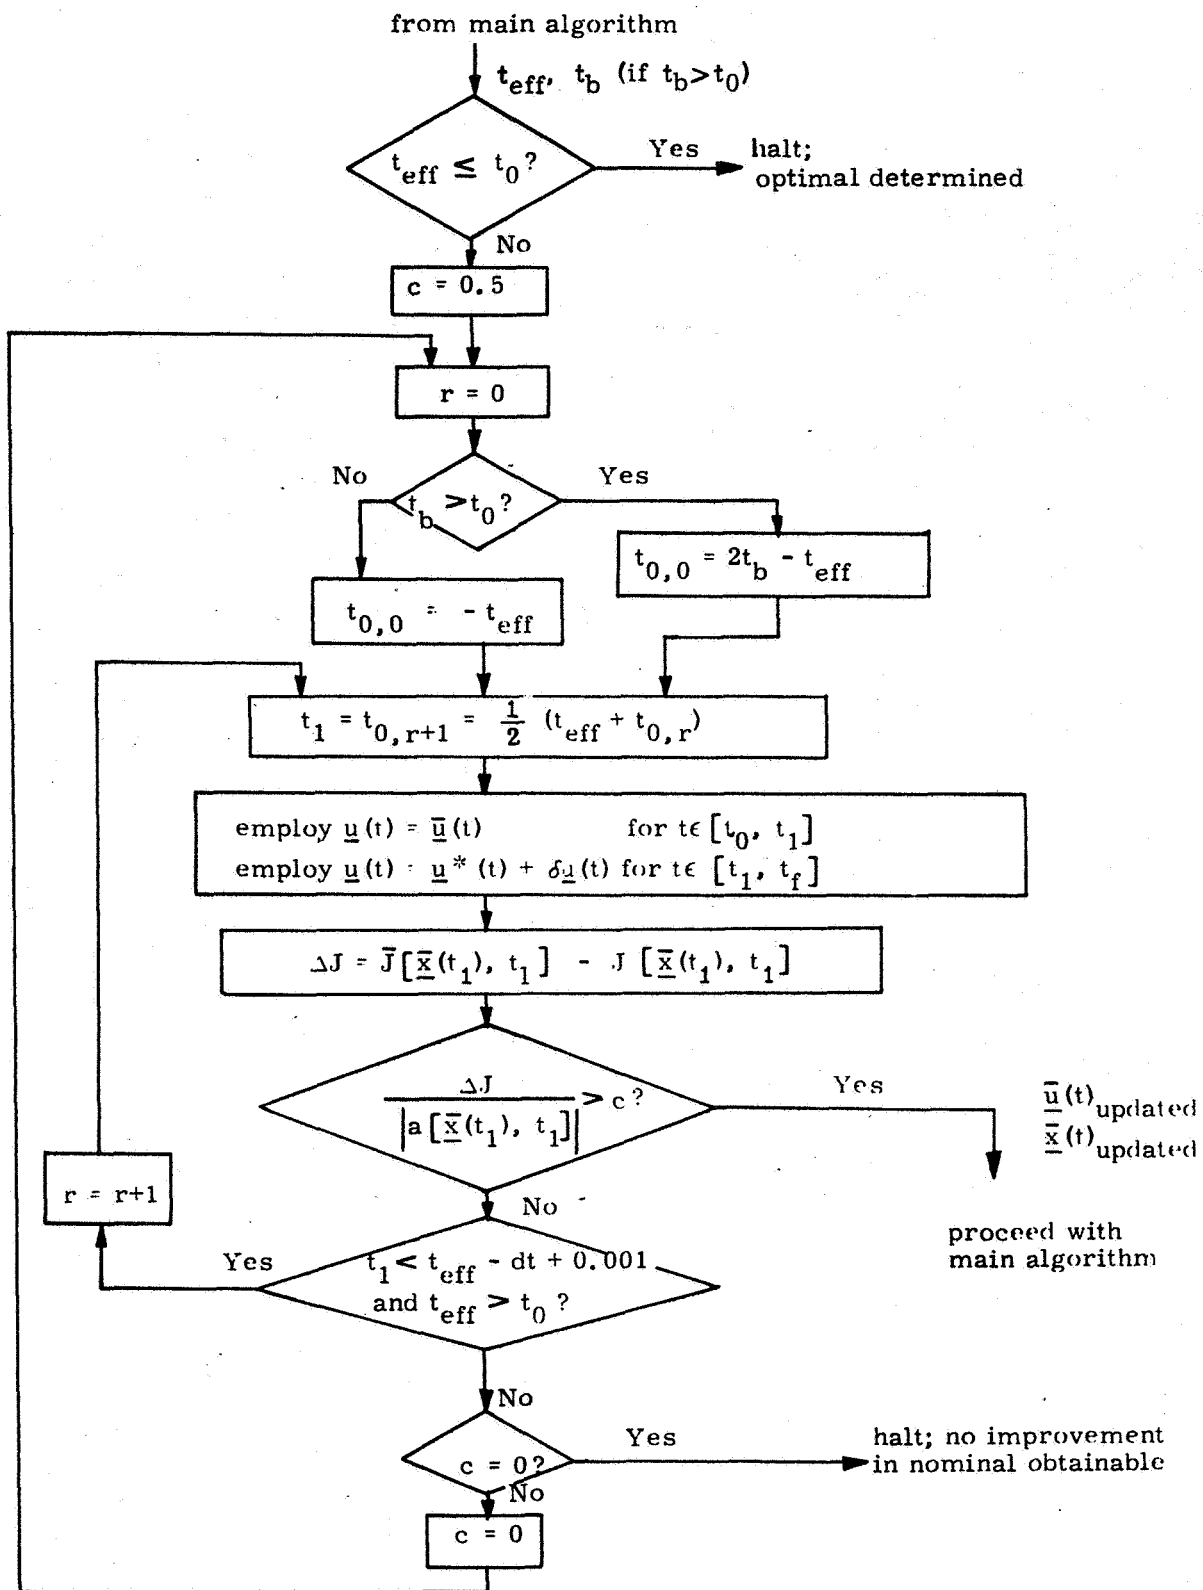 from main algorithm
t_eff, t_b (if t_b > t_0)
t_eff ≤ t_0 ?
Yes
halt;
optimal determined
No
c = 0.5
r = 0
No
Yes
t_b > t_0 ?
t_0,0 = 2t_b - t_eff
t_0,0 = - t_eff
t_1 = t_0,r+1 = 1/2 (t_eff + t_0,r)
employ u̲(t) = u̲̅(t) for tϵ [t_0, t_1]
employ u̲(t) = u̲*(t) + δu̲(t) for tϵ [t_1, t_f]
ΔJ = J̅[x̲̅(t_1), t_1] - J [x̲̅(t_1), t_1]
ΔJ / |a [x̲̅(t_1), t_1]| > c ?
Yes
u̲̅(t)_updated
x̲̅(t)_updated
r = r+1
No
proceed with
main algorithm
Yes
t_1 < t_eff - dt + 0.001
and t_eff > t_0 ?
No
c = 0?
Yes
halt; no improvement
in nominal obtainable
No
c = 0